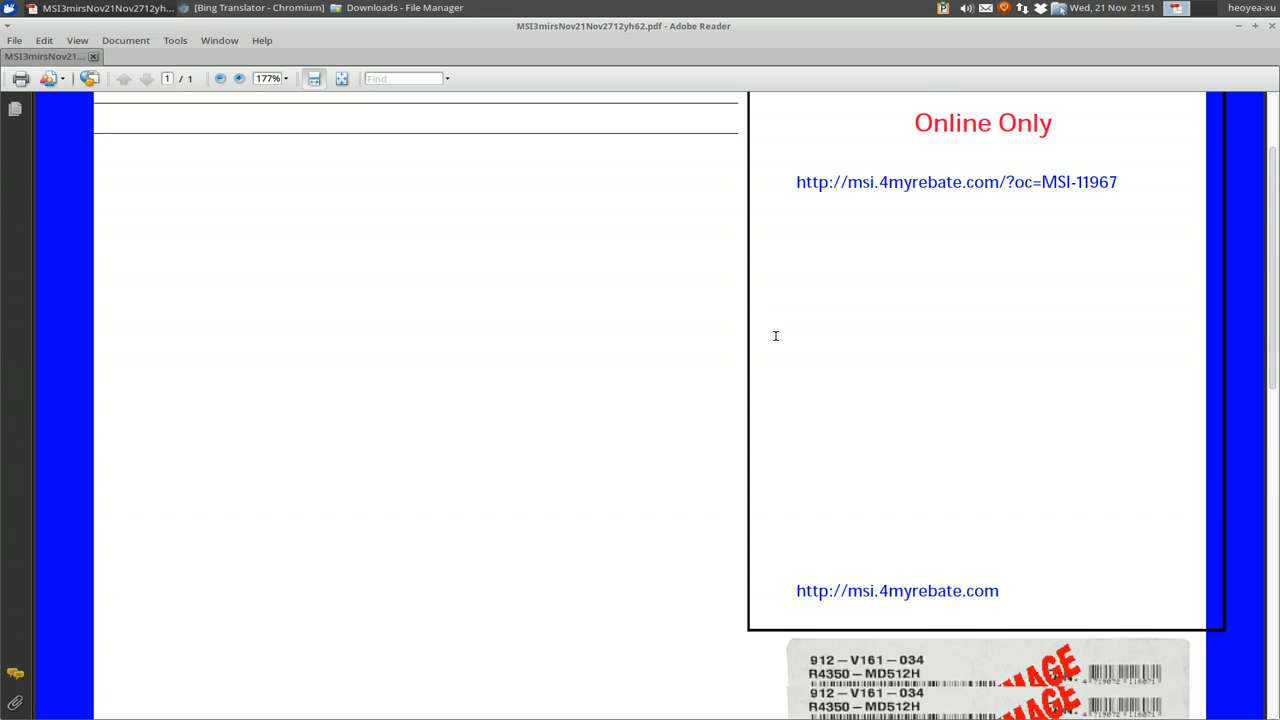 MSI3mirsNov21Nov2712yh... [Bing Translator - Chromium] Downloads - File Manager Wed, 21 Nov 21:51 heoyea-xu
MSI3mirsNov21Nov2712yh62.pdf - Adobe Reader
File Edit View Document Tools Window Help
MSI3mirsNov21...
1 / 1 177% Find
Online Only
http://msi.4myrebate.com/?oc=MSI-11967
http://msi.4myrebate.com
912-V161-034
R4350-MD512H
912-V161-034
R4350-MD512H